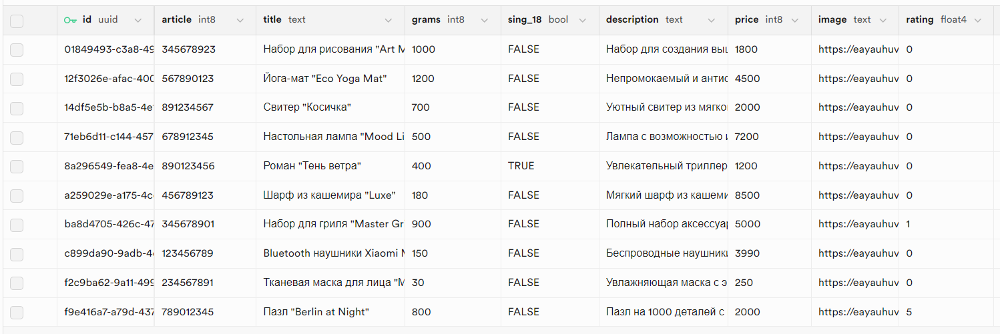 id uuid article int8 title text grams int8 sing_18 bool description text price int8 image text rating float4
01849493-c3a8-49 345678923 Набор для рисования "Art M 1000 FALSE Набор для создания выш 1800 https://eayauhuv 0
12f3026e-afac-400 567890123 Йога-мат "Eco Yoga Mat" 1200 FALSE Непромокаемый и антис 4500 https://eayauhuv 0
14df5e5b-b8a5-4e 891234567 Свитер "Косичка" 700 FALSE Уютный свитер из мягко 2000 https://eayauhuv 0
71eb6d11-c144-457 678912345 Настольная лампа "Mood Li 500 FALSE Лампа с возможностью и 7200 https://eayauhuv 0
8a296549-fea8-4e 890123456 Роман "Тень ветра" 400 TRUE Увлекательный триллер 1200 https://eayauhuv 0
a259029e-a175-4c 456789123 Шарф из кашемира "Luxe" 180 FALSE Мягкий шарф из кашеми 8500 https://eayauhuv 0
ba8d4705-426c-47 345678901 Набор для гриля "Master Gr 900 FALSE Полный набор аксессуар 5000 https://eayauhuv 1
c899da90-9adb-4 123456789 Bluetooth наушники Xiaomi M 150 FALSE Беспроводные наушники 3990 https://eayauhuv 0
f2c9ba62-9a11-499 234567891 Тканевая маска для лица "M 30 FALSE Увлажняющая маска с э 250 https://eayauhuv 0
f9e416a7-a79d-437 789012345 Пазл "Berlin at Night" 800 FALSE Пазл на 1000 деталей с 2000 https://eayauhuv 5